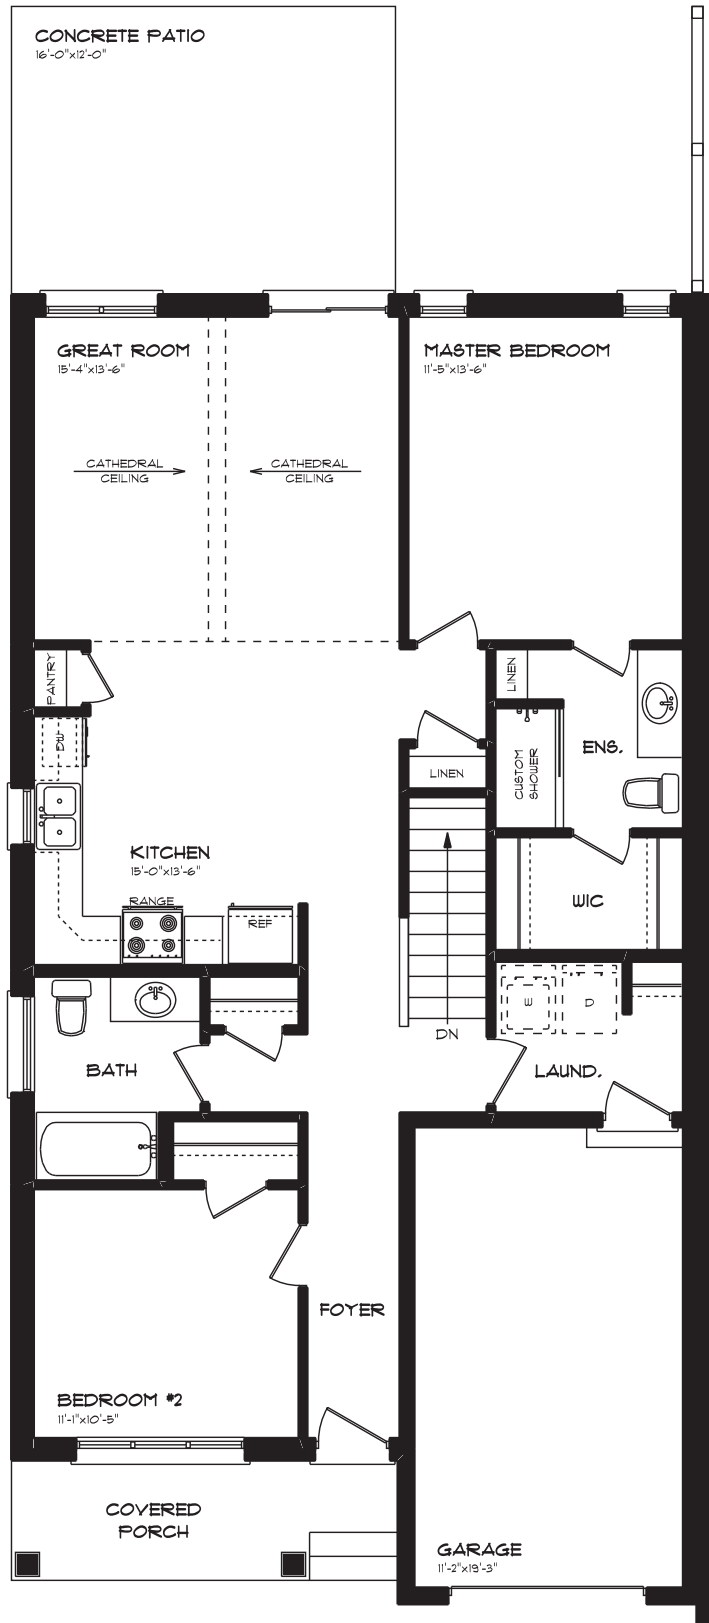 CONCRETE PATIO
16'-0"x12'-0"
GREAT ROOM
15'-4"x13'-6"
MASTER BEDROOM
11'-5"x13'-6"
CATHEDRAL
CEILING
CATHEDRAL
CEILING
PANTRY
LINEN
DW
ENS.
CUSTOM
SHOWER
LINEN
KITCHEN
15'-0"x13'-6"
RANGE
REF
WIC
W
D
DN
BATH
LAUND.
FOYER
BEDROOM #2
11'-1"x10'-5"
COVERED
PORCH
GARAGE
11'-2"x19'-3"